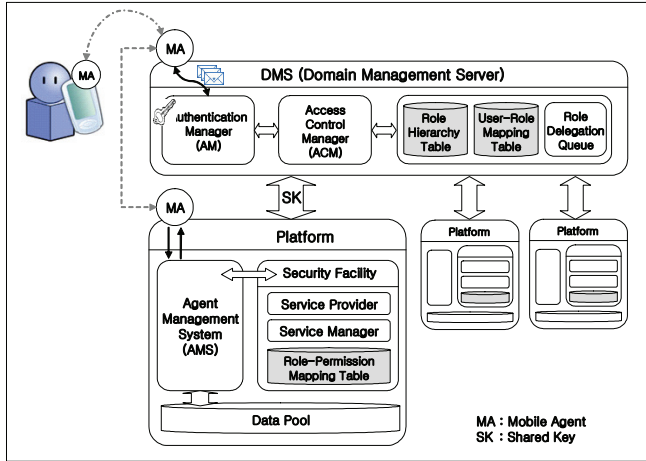 MA
MA
DMS (Domain Management Server)
uthentication
Manager
(AM)
Access
Control
Manager
(ACM)
Role
Hierarchy
Table
User-Role
Mapping
Table
Role
Delegation
Queue
SK
MA
Platform
Agent
Management
System
(AMS)
Security Facility
Service Provider
Service Manager
Role-Permission
Mapping Table
Data Pool
Platform
Platform
MA : Mobile Agent
SK : Shared Key